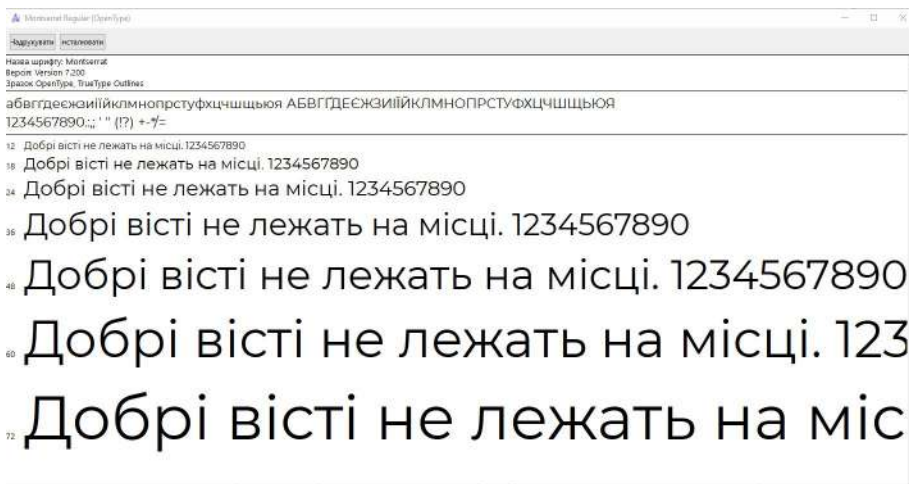 Montserrat Regular (OpenType)
Надрукувати Інсталювати
Назва шрифту: Montserrat
Версія: Version 7.200
Зразок OpenType, TrueType Outlines
абвггдеєжзиіїйклмнопрстуфхцчшщьюя АБВГҐДЕЄЖЗИІЇЙКЛМНОПРСТУФХЦЧШЩЬЮЯ
1234567890.:,; ' " (!?) +-*/=
12 Добрі вісті не лежать на місці. 1234567890
18 Добрі вісті не лежать на місці. 1234567890
24 Добрі вісті не лежать на місці. 1234567890
36 Добрі вісті не лежать на місці. 1234567890
48 Добрі вісті не лежать на місці. 1234567890
60 Добрі вісті не лежать на місці. 123
72 Добрі вісті не лежать на міс